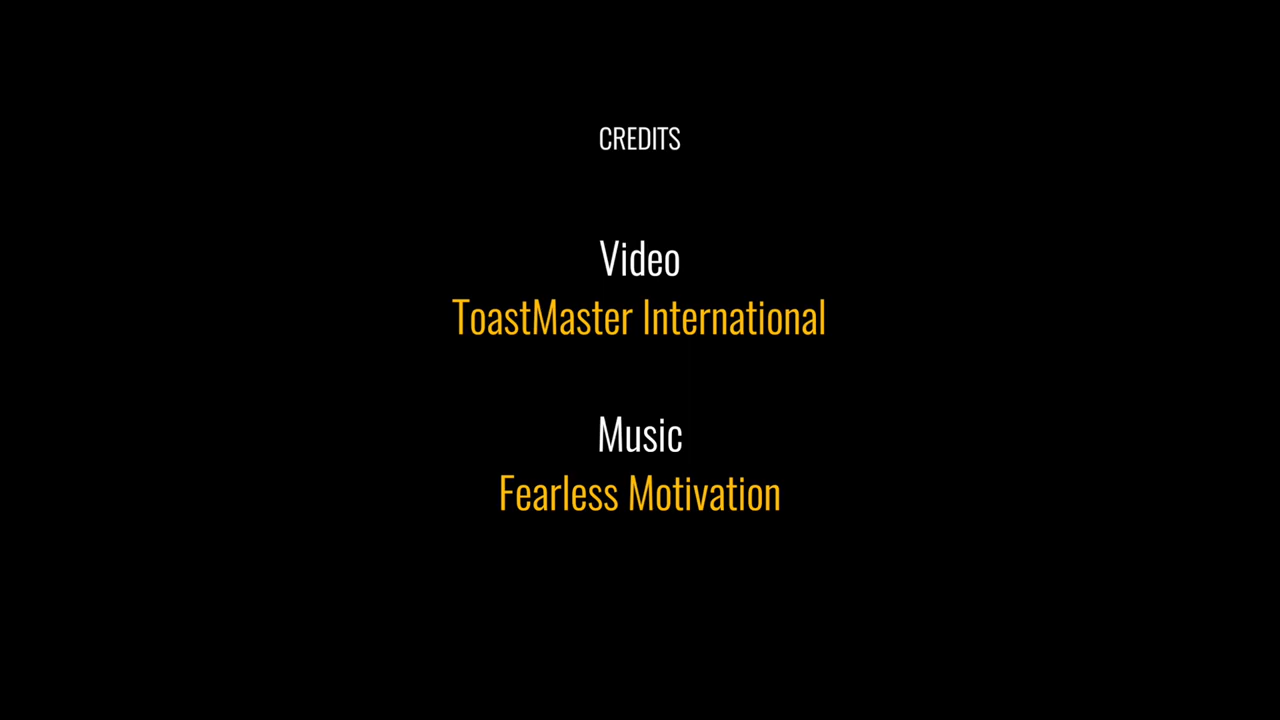 CREDITS
Video
ToastMaster International
Music
Fearless Motivation